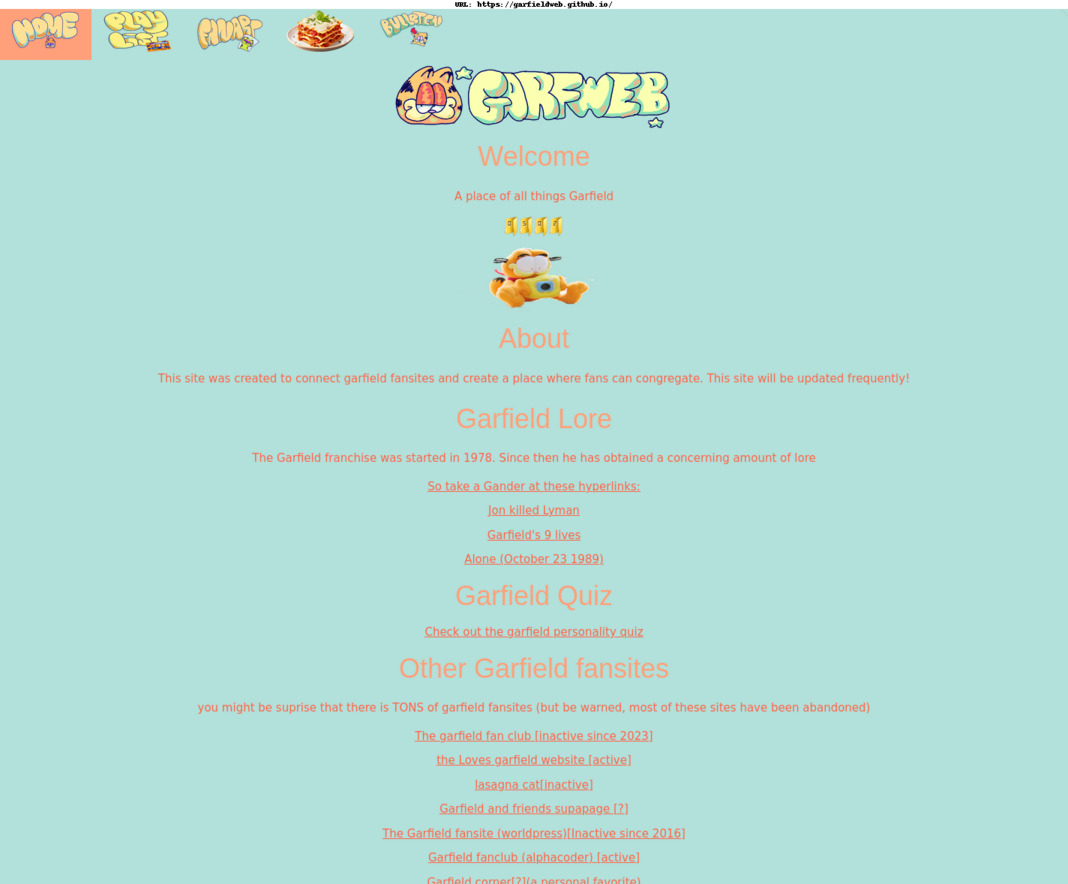 URL: https://garfieldweb.github.io/
HOME PLAY LIST FANART BULLETIN
GARFWEB
Welcome
A place of all things Garfield
About
This site was created to connect garfield fansites and create a place where fans can congregate. This site will be updated frequently!
Garfield Lore
The Garfield franchise was started in 1978. Since then he has obtained a concerning amount of lore
So take a Gander at these hyperlinks:
Jon killed Lyman
Garfield's 9 lives
Alone (October 23 1989)
Garfield Quiz
Check out the garfield personality quiz
Other Garfield fansites
you might be suprise that there is TONS of garfield fansites (but be warned, most of these sites have been abandoned)
The garfield fan club [inactive since 2023]
the Loves garfield website [active]
lasagna cat[inactive]
Garfield and friends supapage [?]
The Garfield fansite (worldpress)[Inactive since 2016]
Garfield fanclub (alphacoder) [active]
Garfield corner[?](a personal favorite)